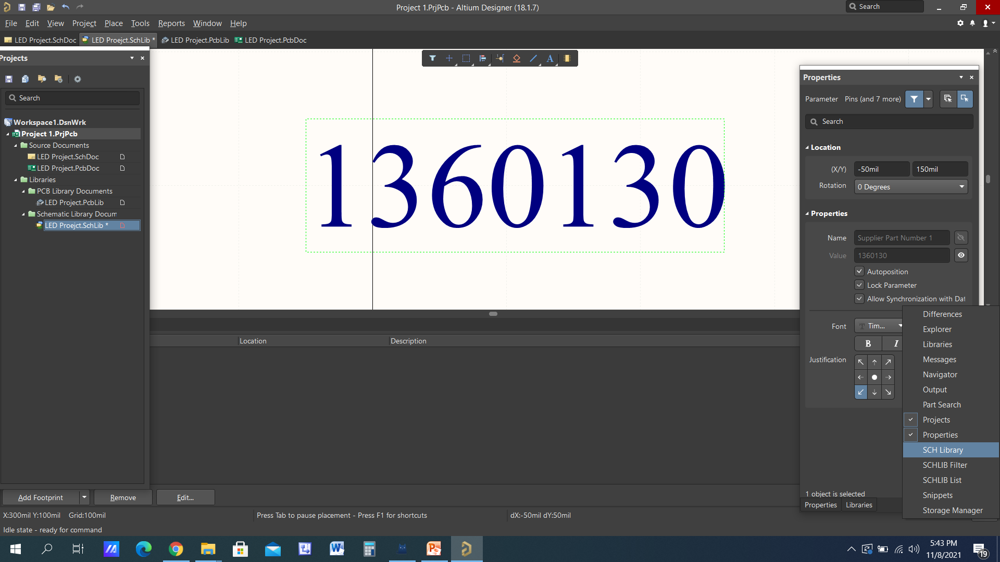 Project 1.PrjPcb - Altium Designer (18.1.7)
Search
File Edit View Project Place Tools Reports Window Help
LED Project.SchDoc LED Proejct.SchLib * LED Project.PcbLib LED Project.PcbDoc
Projects
Search
Workspace1.DsnWrk
Project 1.PrjPcb
Source Documents
LED Project.SchDoc
LED Project.PcbDoc
Libraries
PCB Library Documents
LED Project.PcbLib
Schematic Library Docum
LED Proejct.SchLib *
1360130
Properties
Parameter Pins (and 7 more)
Search
Location
(X/Y) -50mil 150mil
Rotation 0 Degrees
Properties
Name Supplier Part Number 1
Value 1360130
Autoposition
Lock Parameter
Allow Synchronization with Dat
Font Tim...
B I
Justification
Differences
Explorer
Libraries
Messages
Navigator
Output
Part Search
Projects
Properties
SCH Library
SCHLIB Filter
SCHLIB List
Snippets
Storage Manager
Location Description
1 object is selected
Properties Libraries
Add Footprint Remove Edit...
X:300mil Y:100mil Grid:100mil Press Tab to pause placement - Press F1 for shortcuts dX:-50mil dY:50mil
Idle state - ready for command
5:43 PM
11/8/2021
19